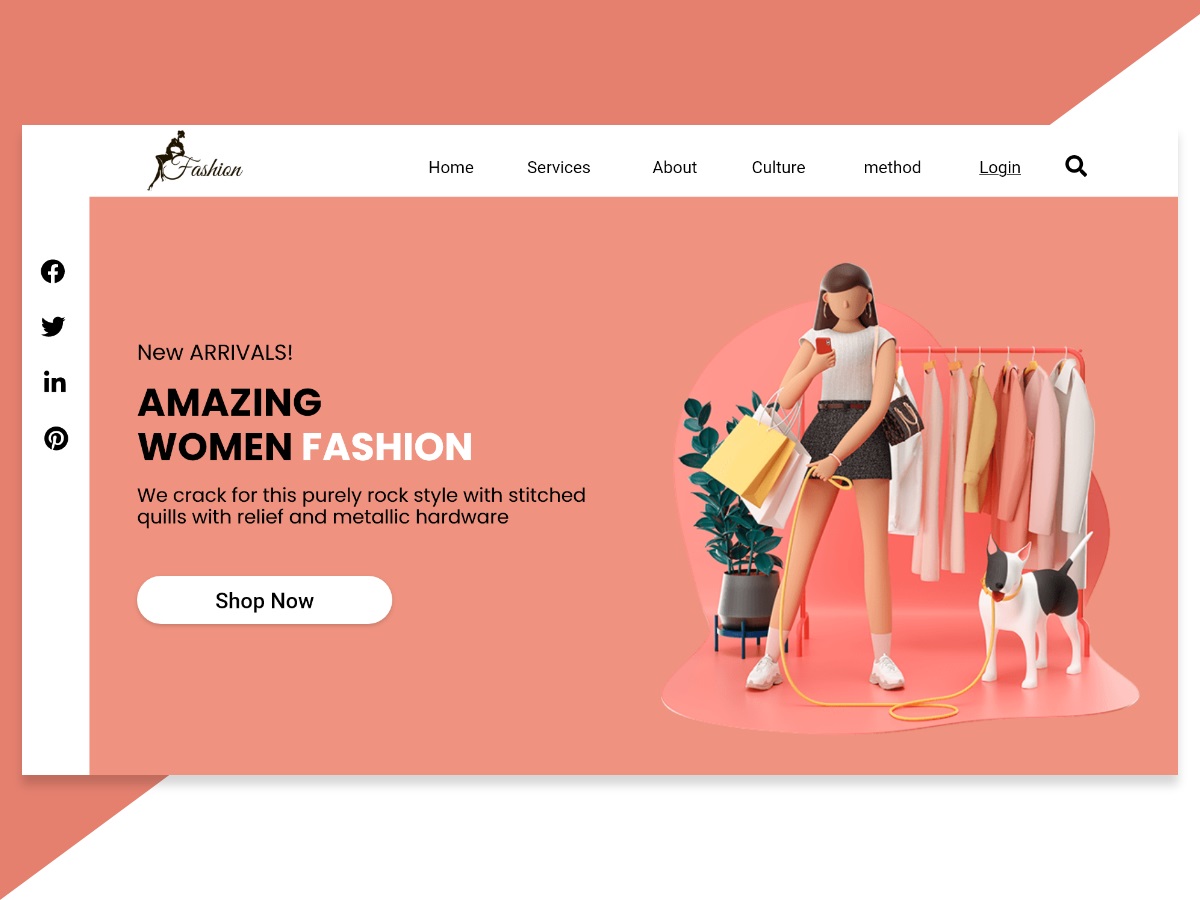 Fashion
Home Services About Culture method Login
New ARRIVALS!
AMAZING
WOMEN FASHION
We crack for this purely rock style with stitched
quills with relief and metallic hardware
Shop Now